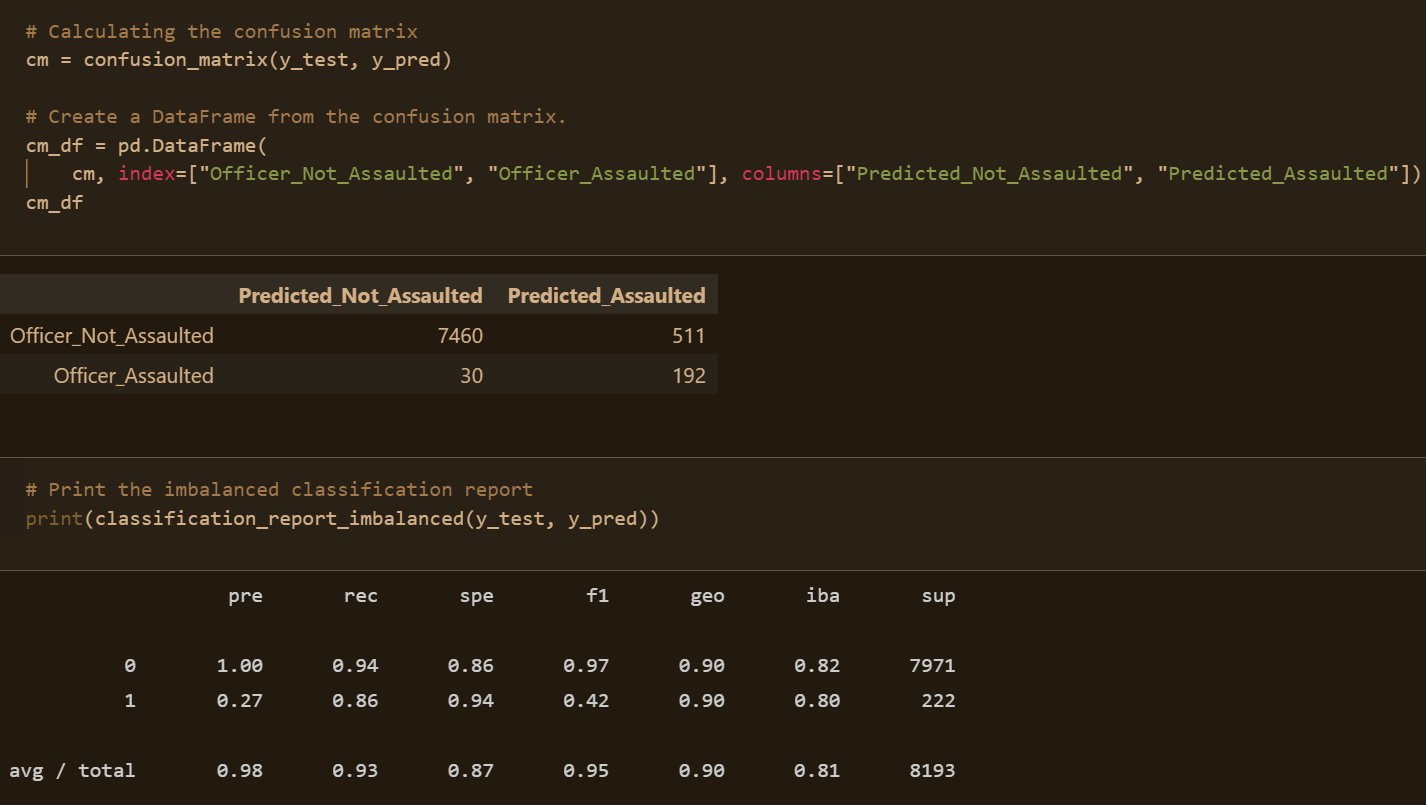 # Calculating the confusion matrix
cm = confusion_matrix(y_test, y_pred)
# Create a DataFrame from the confusion matrix.
cm_df = pd.DataFrame(
cm, index=["Officer_Not_Assaulted", "Officer_Assaulted"], columns=["Predicted_Not_Assaulted", "Predicted_Assaulted"])
cm_df
Predicted_Not_Assaulted Predicted_Assaulted
Officer_Not_Assaulted 7460 511
Officer_Assaulted 30 192
# Print the imbalanced classification report
print(classification_report_imbalanced(y_test, y_pred))
pre rec spe f1 geo iba sup
0 1.00 0.94 0.86 0.97 0.90 0.82 7971
1 0.27 0.86 0.94 0.42 0.90 0.80 222
avg / total 0.98 0.93 0.87 0.95 0.90 0.81 8193